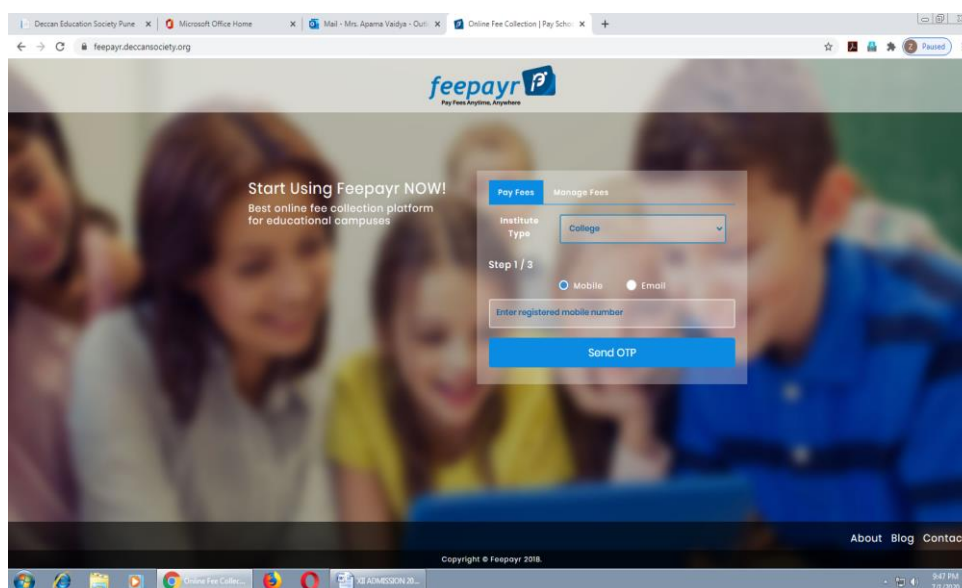 Deccan Education Society Pune
Microsoft Office Home
Mail - Mrs. Aparna Vaidya - Out
Online Fee Collection | Pay School
feepayr.deccansociety.org
Paused
feepayr
Pay Fees Anytime, Anywhere
Start Using Feepayr NOW!
Best online fee collection platform
for educational campuses
Pay Fees Manage Fees
Institute
Type
College
Step 1 / 3
Mobile Email
Enter registered mobile number
Send OTP
About Blog Contac
Copyright © Feepayr 2018.
Online Fee Collec...
XII ADMISSION 20...
9:47 PM